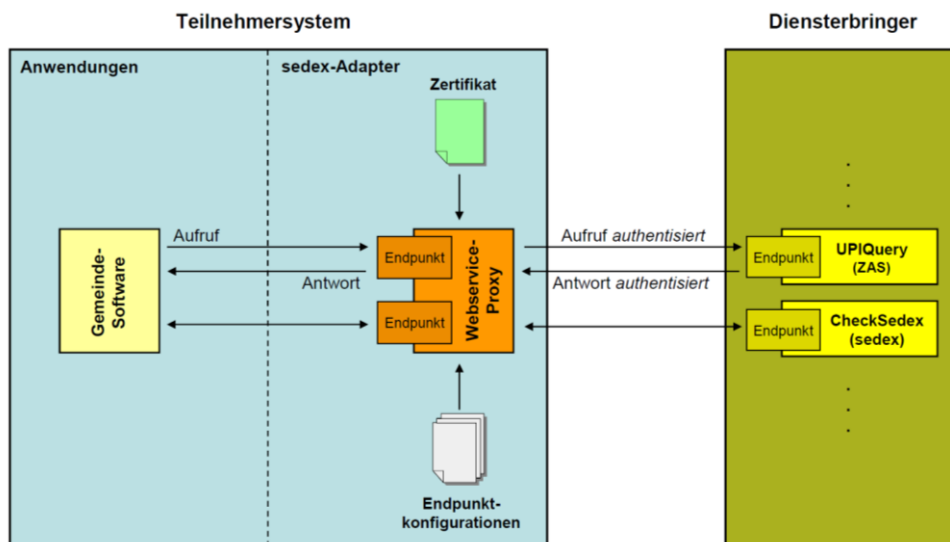 Teilnehmersystem
Diensterbringer
Anwendungen
sedex-Adapter
Zertifikat
Gemeinde-
Software
Aufruf
Antwort
Endpunkt
Endpunkt
Webservice-
Proxy
Aufruf authentisiert
Antwort authentisiert
Endpunkt
UPIQuery
(ZAS)
Endpunkt
CheckSedex
(sedex)
Endpunkt-
konfigurationen